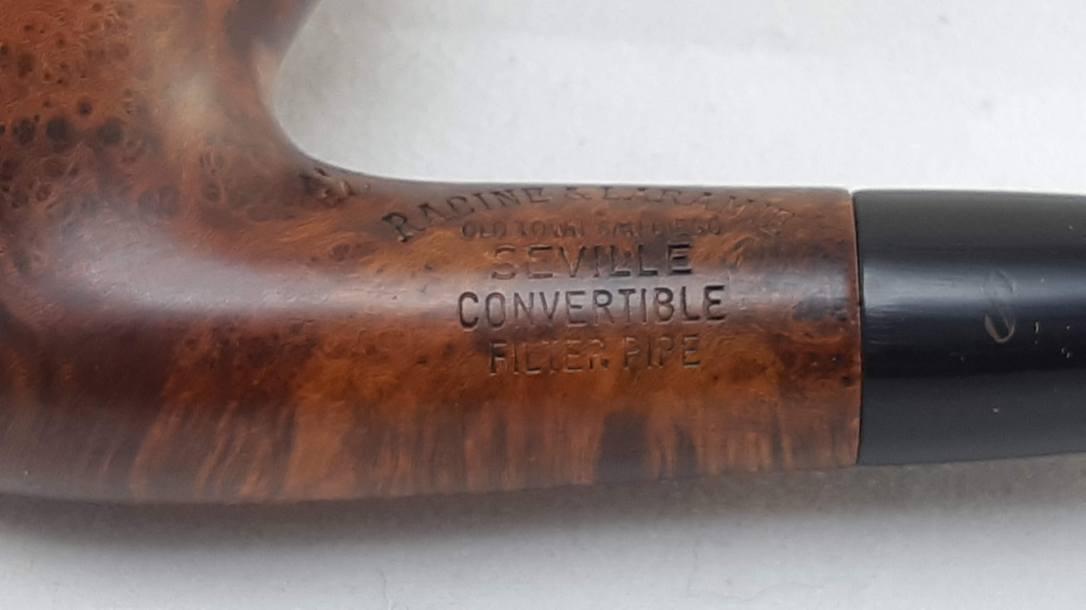 RACINE & LARAMIE
OLD TOWN SAN DIEGO
SEVILLE
CONVERTIBLE
FILTER PIPE